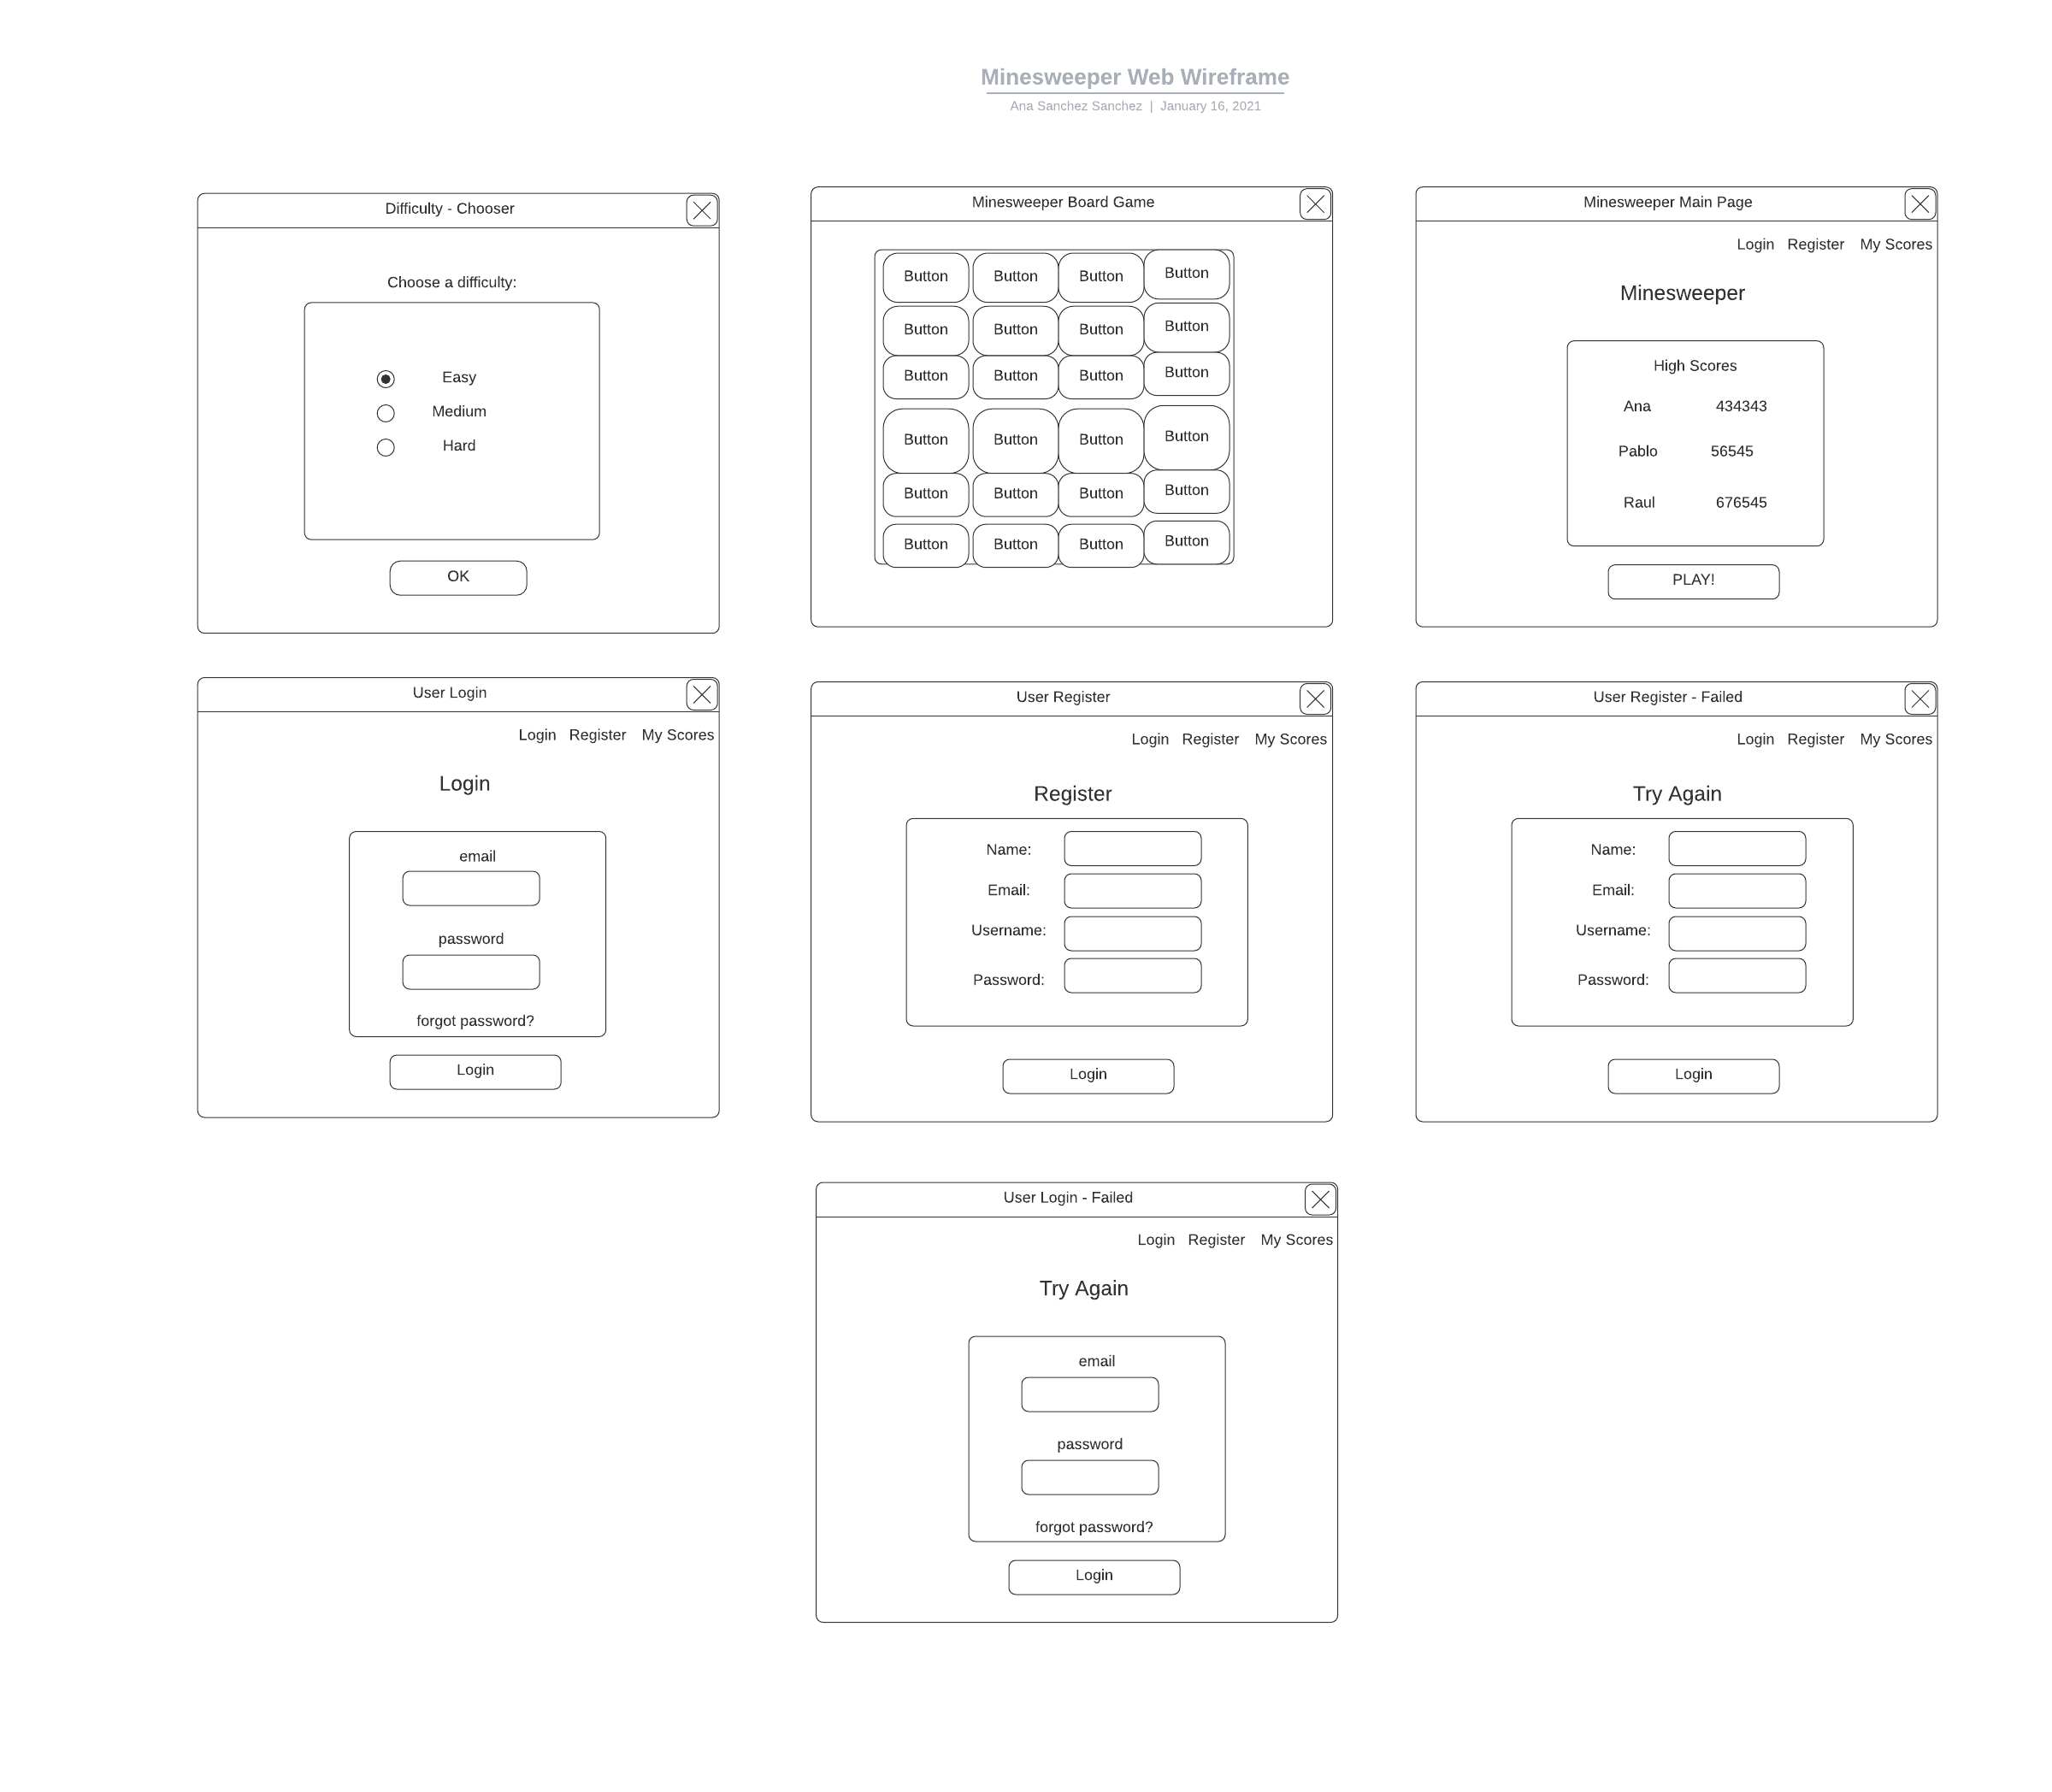 Minesweeper Web Wireframe
Ana Sanchez Sanchez | January 16, 2021
Difficulty - Chooser
Choose a difficulty:
Easy
Medium
Hard
OK
Minesweeper Board Game
Button Button Button Button
Button Button Button Button
Button Button Button Button
Button Button Button Button
Button Button Button Button
Button Button Button Button
Minesweeper Main Page
Login Register My Scores
Minesweeper
High Scores
Ana 434343
Pablo 56545
Raul 676545
PLAY!
User Login
Login Register My Scores
Login
email
password
forgot password?
Login
User Register
Login Register My Scores
Register
Name:
Email:
Username:
Password:
Login
User Register - Failed
Login Register My Scores
Try Again
Name:
Email:
Username:
Password:
Login
User Login - Failed
Login Register My Scores
Try Again
email
password
forgot password?
Login